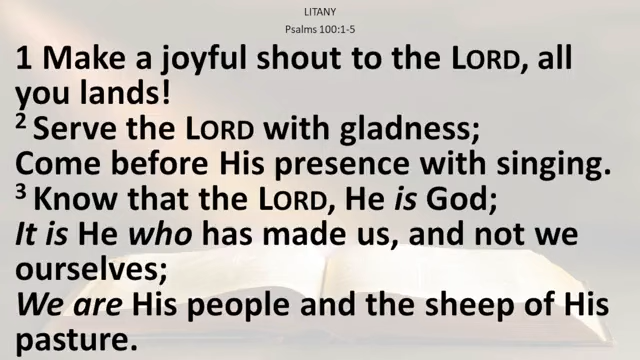 LITANY
Psalms 100:1-5
1 Make a joyful shout to the LORD, all
you lands!
2 Serve the LORD with gladness;
Come before His presence with singing.
3 Know that the LORD, He is God;
It is He who has made us, and not we
ourselves;
We are His people and the sheep of His
pasture.